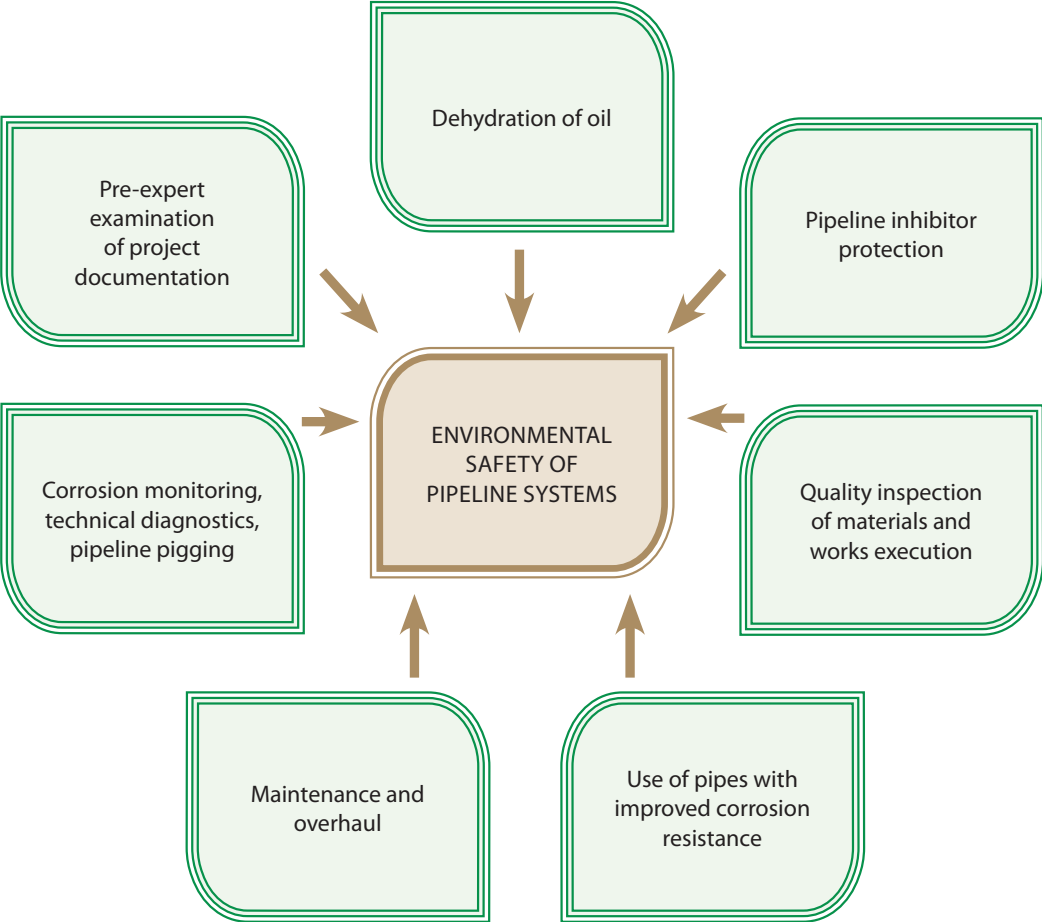 Dehydration of oil
Pre-expert
examination
of project
documentation
Pipeline inhibitor
protection
ENVIRONMENTAL
SAFETY OF
PIPELINE SYSTEMS
Corrosion monitoring,
technical diagnostics,
pipeline pigging
Quality inspection
of materials and
works execution
Maintenance and
overhaul
Use of pipes with
improved corrosion
resistance